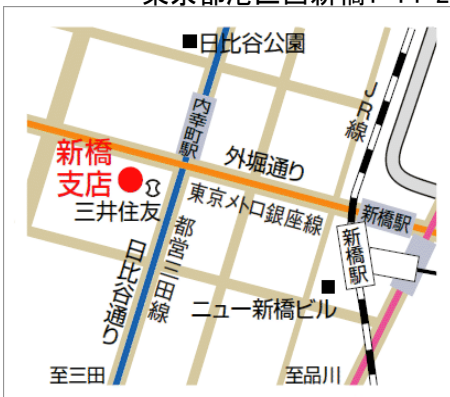 ■日比谷公園
JR線
内幸町駅
新橋
支店
外堀通り
三井住友
東京メトロ銀座線
新橋駅
新橋駅
日比谷通り
都営三田線
ニュー新橋ビル
至三田
至品川